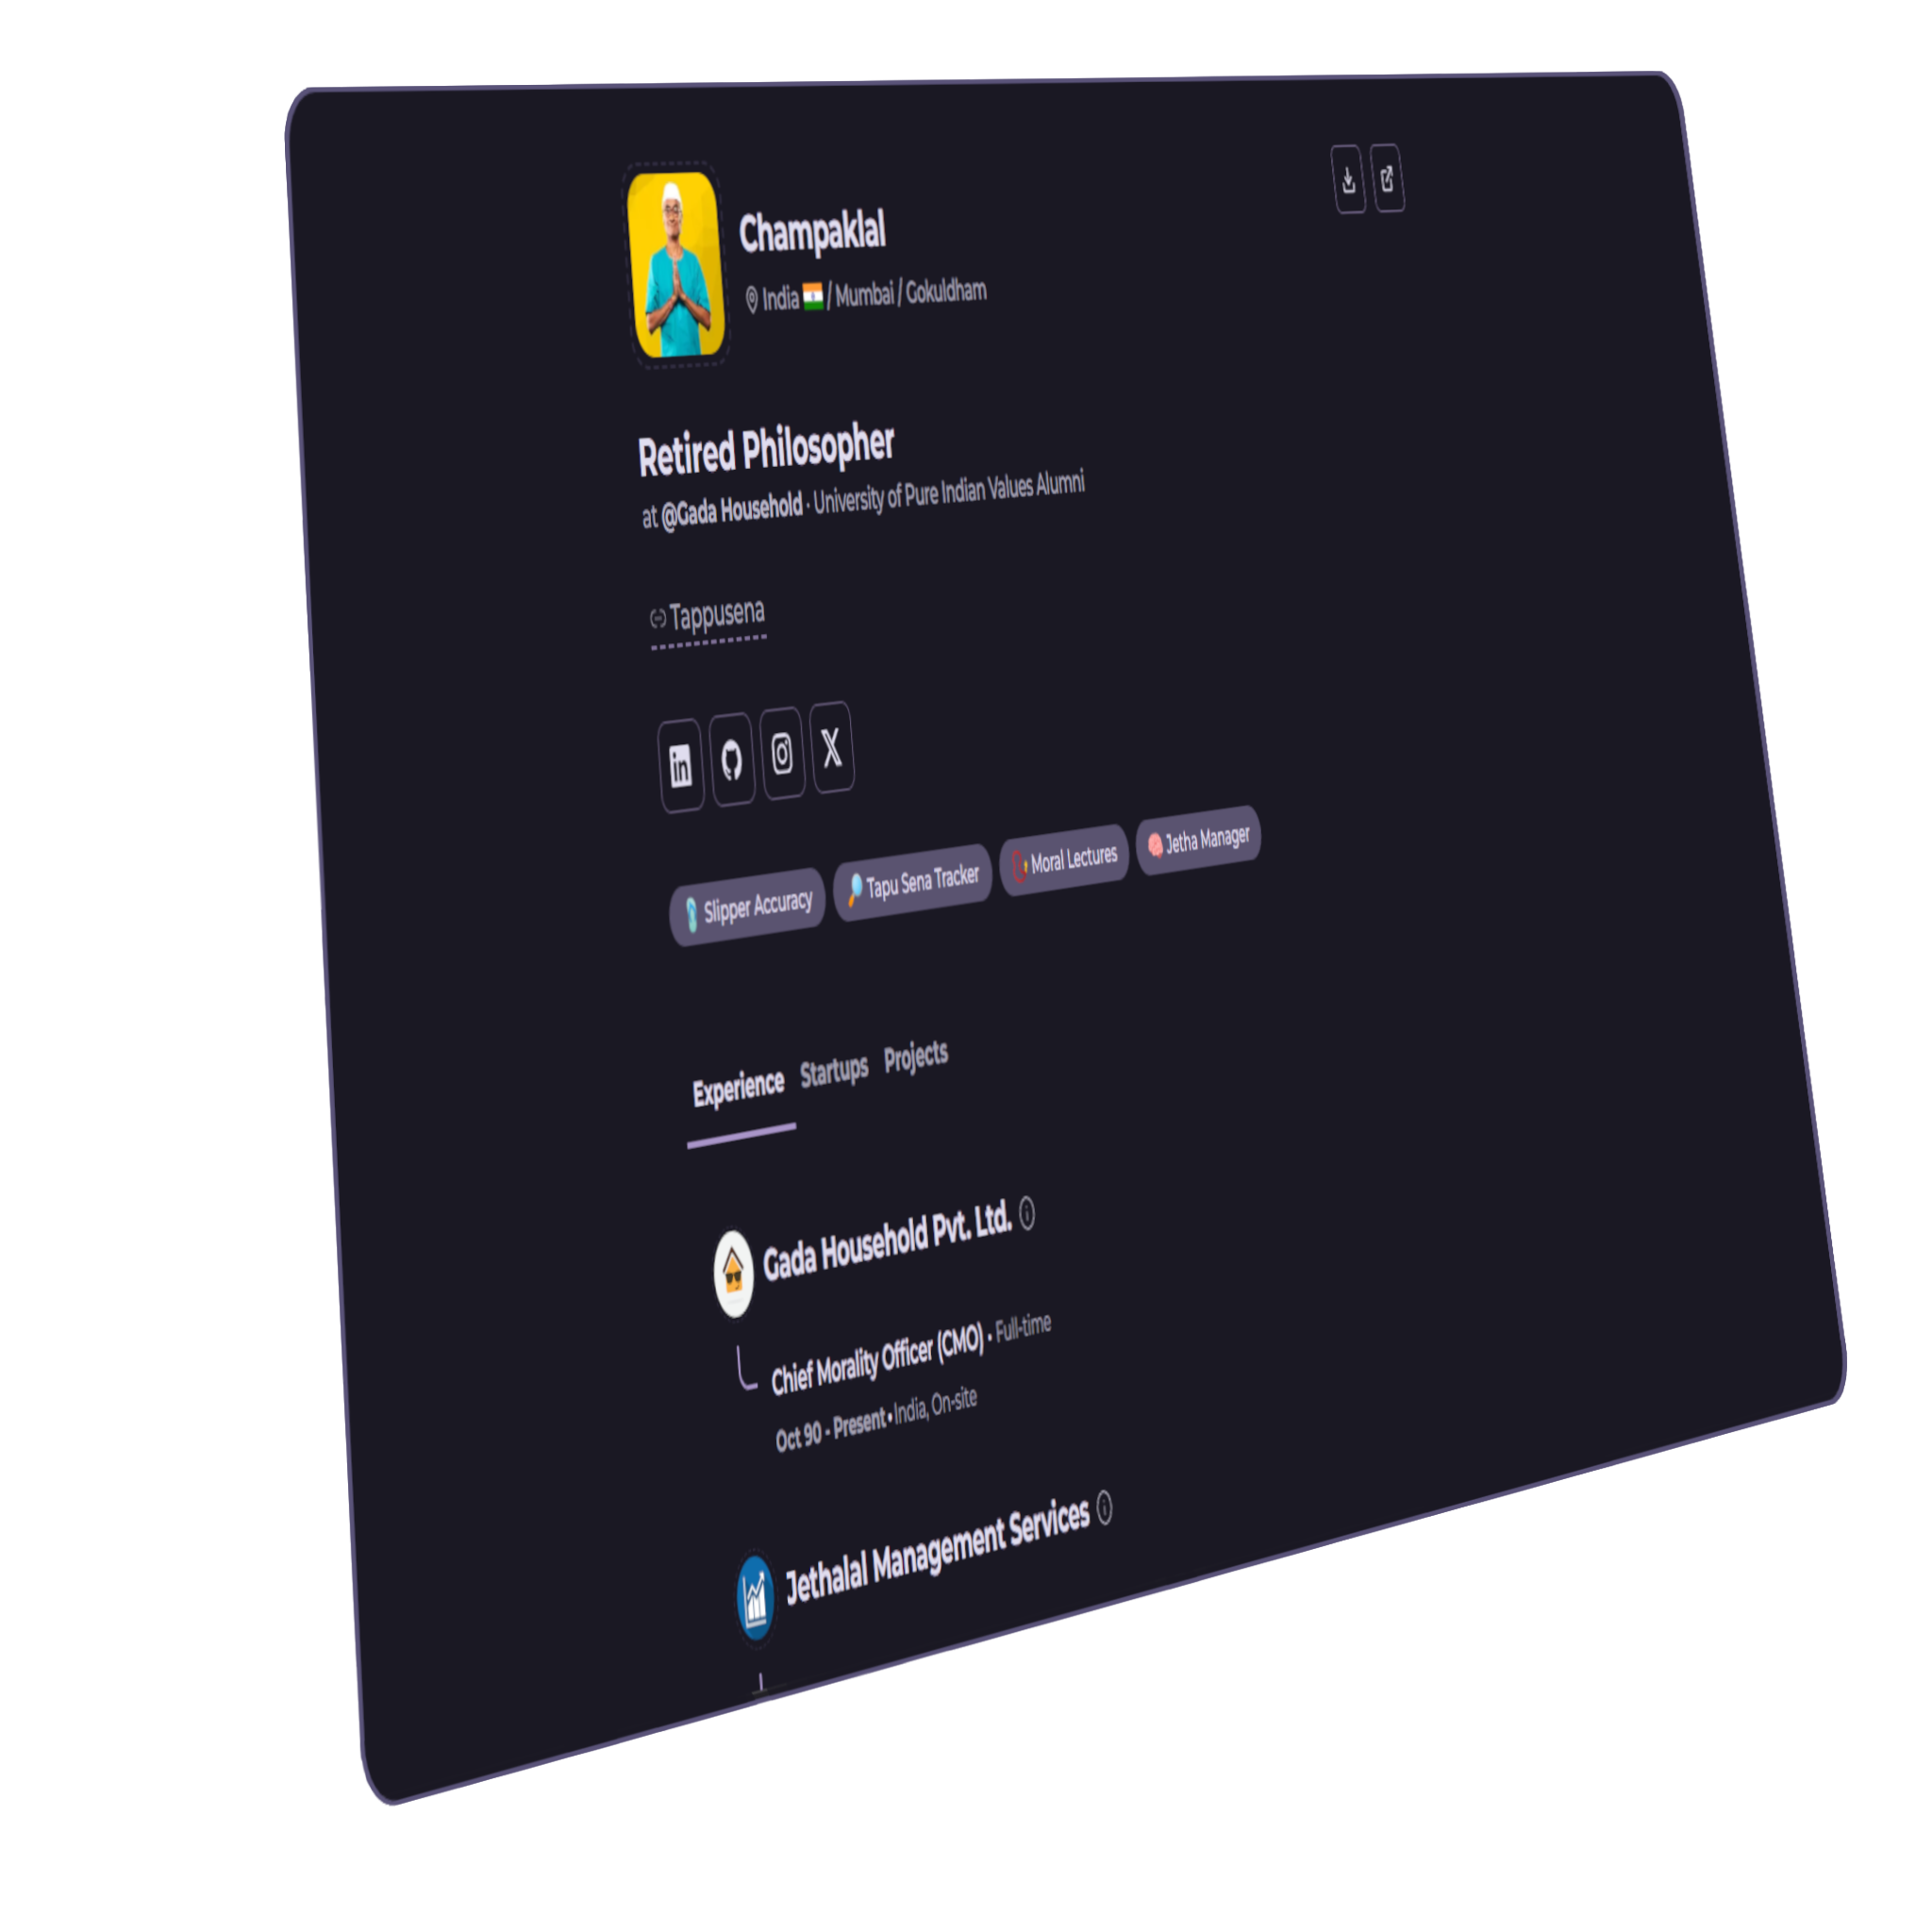 Champaklal
India 🇮🇳 / Mumbai / Gokuldham
Retired Philosopher
at @Gada Household · University of Pure Indian Values Alumni
Tappusena
Slipper Accuracy
Tapu Sena Tracker
Moral Lectures
Jetha Manager
Experience Startups Projects
Gada Household Pvt. Ltd.
Chief Morality Officer (CMO) • Full-time
Oct 90 - Present • India, On-site
Jethalal Management Services